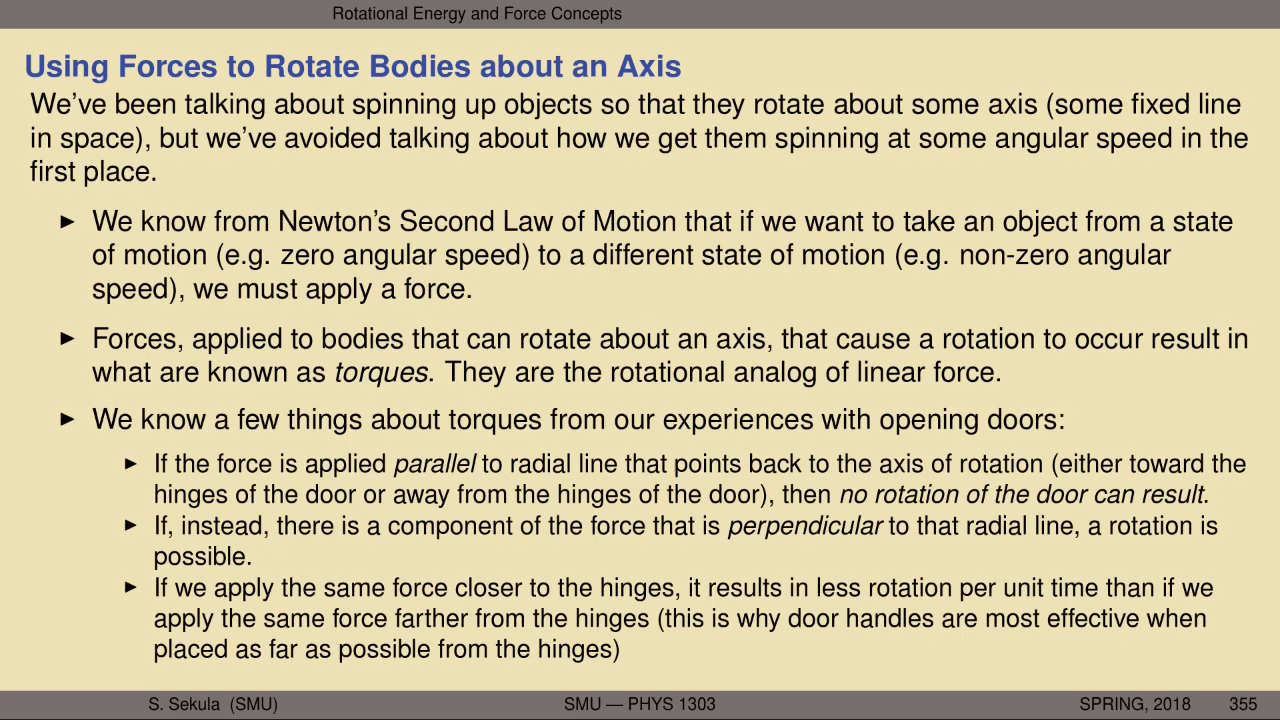 Rotational Energy and Force Concepts
Using Forces to Rotate Bodies about an Axis
We've been talking about spinning up objects so that they rotate about some axis (some fixed line
in space), but we've avoided talking about how we get them spinning at some angular speed in the
first place.
► We know from Newton's Second Law of Motion that if we want to take an object from a state
of motion (e.g. zero angular speed) to a different state of motion (e.g. non-zero angular
speed), we must apply a force.
► Forces, applied to bodies that can rotate about an axis, that cause a rotation to occur result in
what are known as torques. They are the rotational analog of linear force.
► We know a few things about torques from our experiences with opening doors:
► If the force is applied parallel to radial line that points back to the axis of rotation (either toward the
hinges of the door or away from the hinges of the door), then no rotation of the door can result.
► If, instead, there is a component of the force that is perpendicular to that radial line, a rotation is
possible.
► If we apply the same force closer to the hinges, it results in less rotation per unit time than if we
apply the same force farther from the hinges (this is why door handles are most effective when
placed as far as possible from the hinges)
S. Sekula (SMU) SMU — PHYS 1303 SPRING, 2018 355